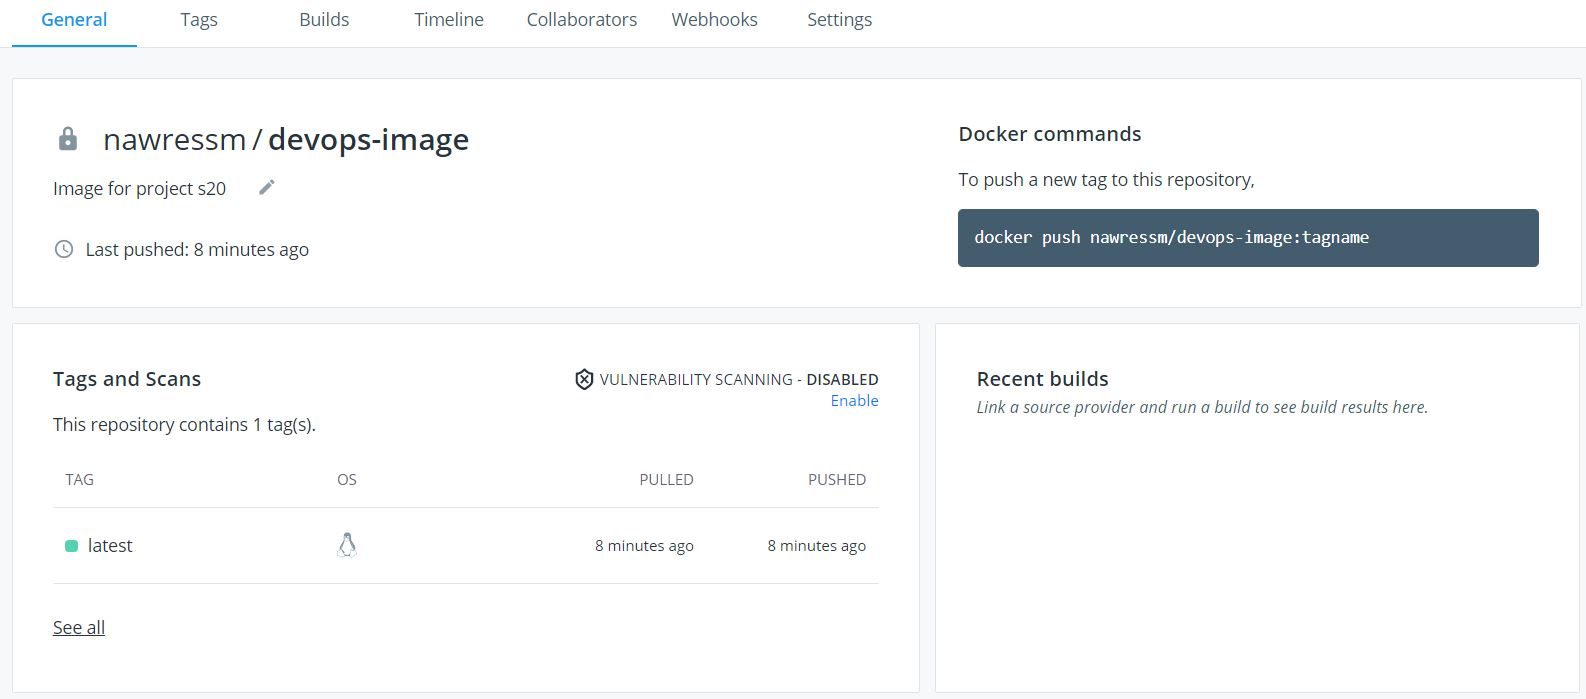 General Tags Builds Timeline Collaborators Webhooks Settings
nawressm / devops-image
Image for project s20
Last pushed: 8 minutes ago
Docker commands
To push a new tag to this repository,
docker push nawressm/devops-image:tagname
Tags and Scans
VULNERABILITY SCANNING - DISABLED
Enable
This repository contains 1 tag(s).
TAG OS PULLED PUSHED
latest 8 minutes ago 8 minutes ago
See all
Recent builds
Link a source provider and run a build to see build results here.